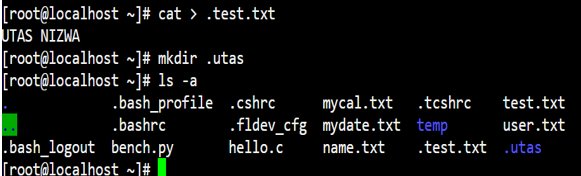 [root@localhost ~]# cat > .test.txt
UTAS NIZWA
[root@localhost ~]# mkdir .utas
[root@localhost ~]# ls -a
. .bash_profile .cshrc mycal.txt .tcshrc test.txt
.. .bashrc .fldev_cfg mydate.txt temp user.txt
.bash_logout bench.py hello.c name.txt .test.txt .utas
[root@localhost ~]#